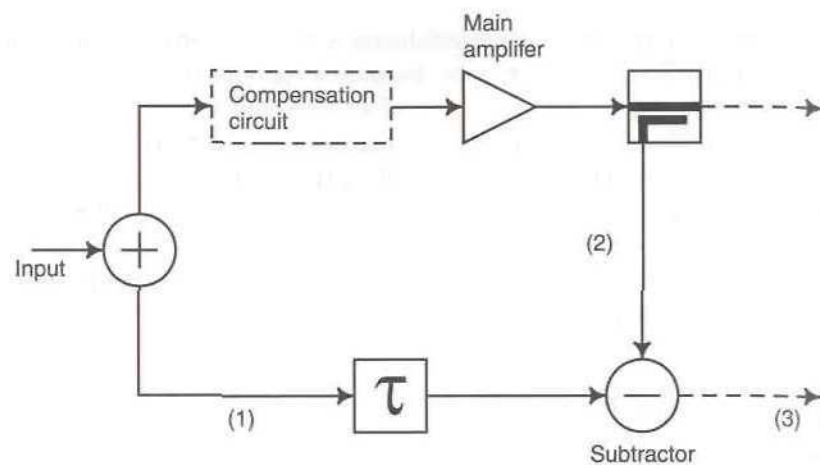 Main
amplifer
Compensation
circuit
+
(2)
Input
τ
−
(1)
(3)
Subtractor